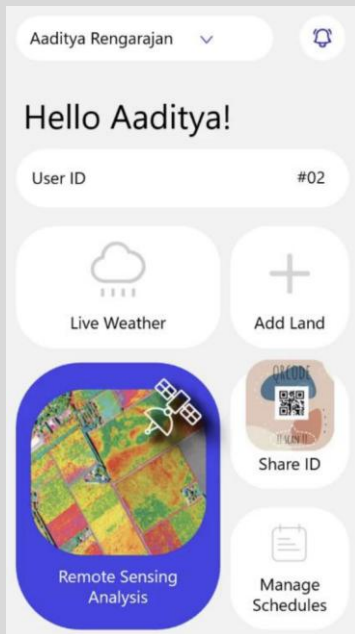 Aaditya Rengarajan
Hello Aaditya!
User ID #02
Live Weather
Add Land
QRCODE
!! SCAN !!
Share ID
Remote Sensing
Analysis
Manage
Schedules